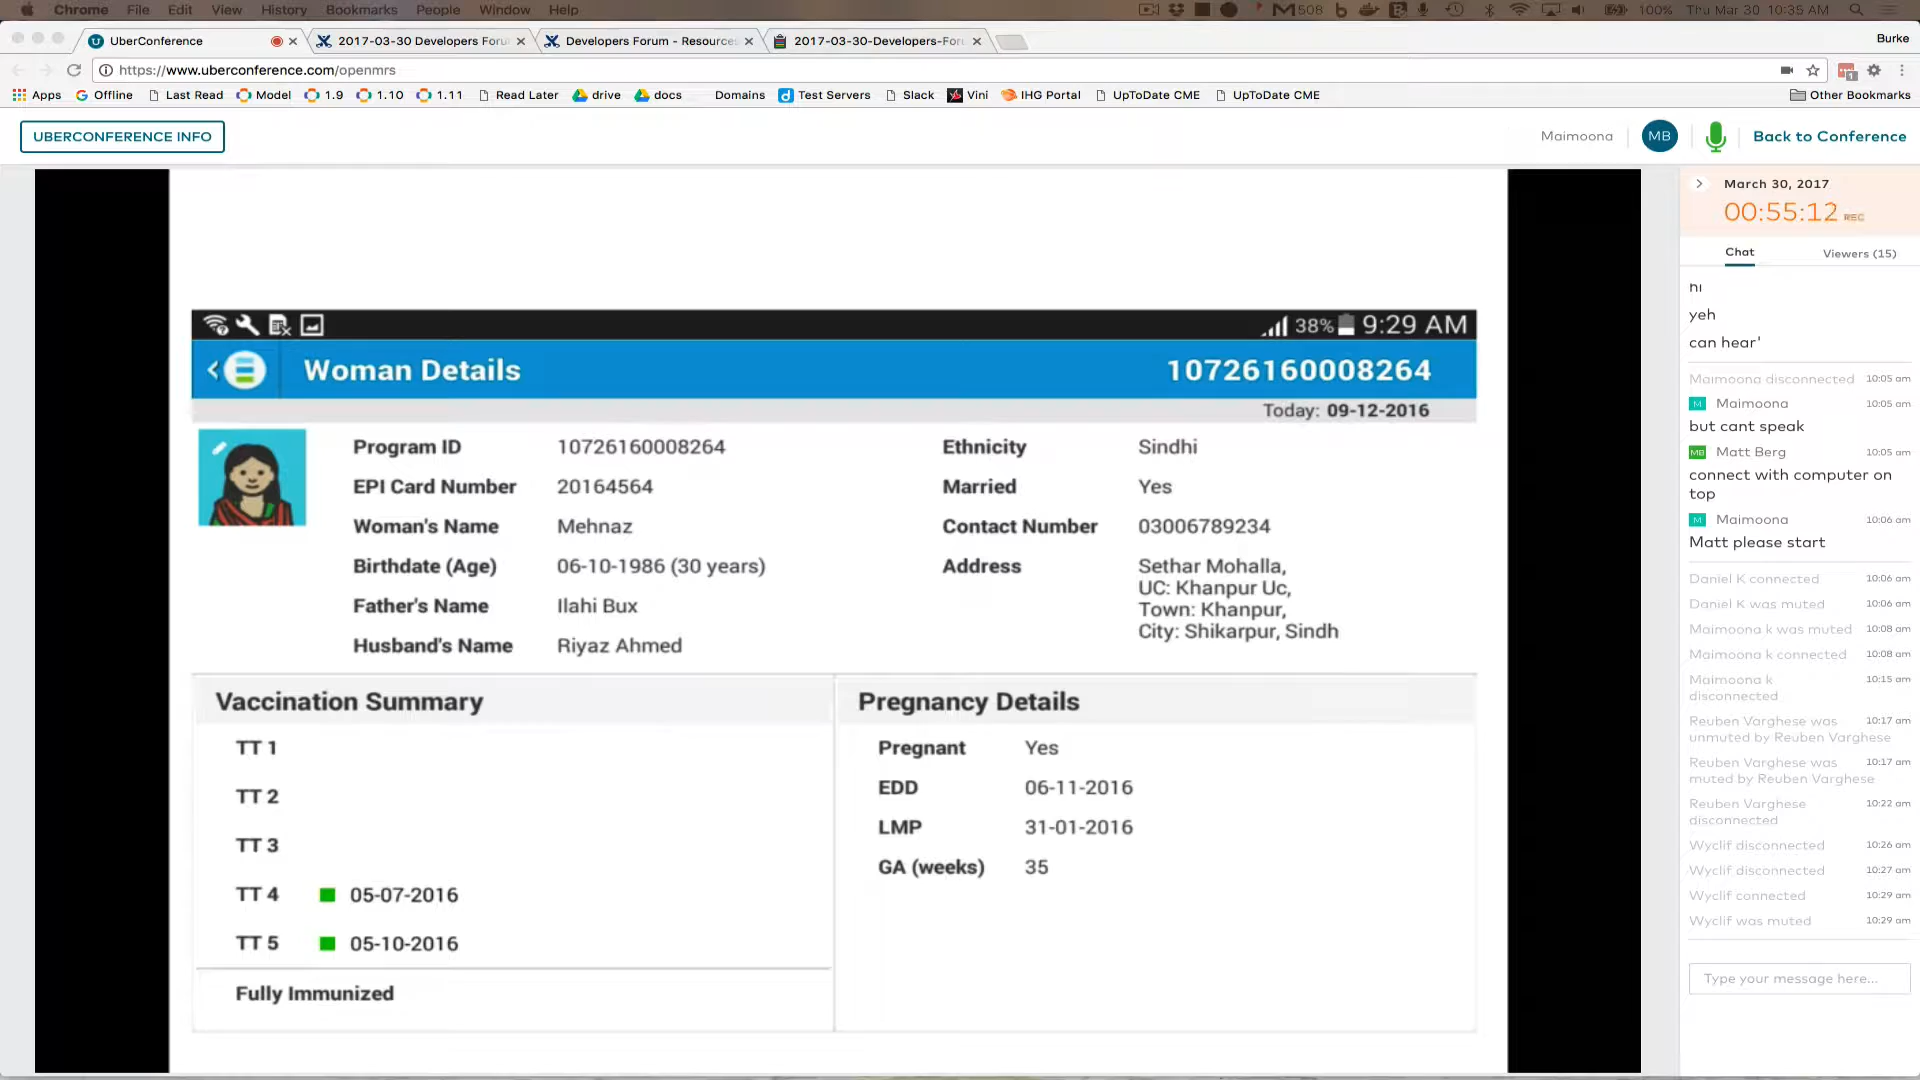 Chrome File Edit View History Bookmarks People Window Help 508 100% Thu Mar 30 10:35 AM
UberConference 2017-03-30 Developers Foru Developers Forum - Resources 2017-03-30-Developers-For Burke
https://www.uberconference.com/openmrs
Apps Offline Last Read Model 1.9 1.10 1.11 Read Later drive docs Domains Test Servers Slack Vini IHG Portal UpToDate CME UpToDate CME Other Bookmarks
UBERCONFERENCE INFO Maimoona MB Back to Conference
March 30, 2017
00:55:12 REC
Chat Viewers (15)
hi
yeh
can hear'
Maimoona disconnected 10:05 am
M Maimoona 10:05 am
but cant speak
MB Matt Berg 10:05 am
connect with computer on
top
M Maimoona 10:06 am
Matt please start
Daniel K connected 10:06 am
Daniel K was muted 10:06 am
Maimoona k was muted 10:08 am
Maimoona k connected 10:08 am
Maimoona k 10:15 am
disconnected
Reuben Varghese was 10:17 am
unmuted by Reuben Varghese
Reuben Varghese was 10:17 am
muted by Reuben Varghese
Reuben Varghese 10:22 am
disconnected
Wyclif disconnected 10:26 am
Wyclif disconnected 10:27 am
Wyclif connected 10:29 am
Wyclif was muted 10:29 am
Type your message here...
38% 9:29 AM
Woman Details 10726160008264
Today: 09-12-2016
Program ID 10726160008264
EPI Card Number 20164564
Woman's Name Mehnaz
Birthdate (Age) 06-10-1986 (30 years)
Father's Name Ilahi Bux
Husband's Name Riyaz Ahmed
Ethnicity Sindhi
Married Yes
Contact Number 03006789234
Address Sethar Mohalla,
UC: Khanpur Uc,
Town: Khanpur,
City: Shikarpur, Sindh
Vaccination Summary
TT 1
TT 2
TT 3
TT 4 05-07-2016
TT 5 05-10-2016
Fully Immunized
Pregnancy Details
Pregnant Yes
EDD 06-11-2016
LMP 31-01-2016
GA (weeks) 35